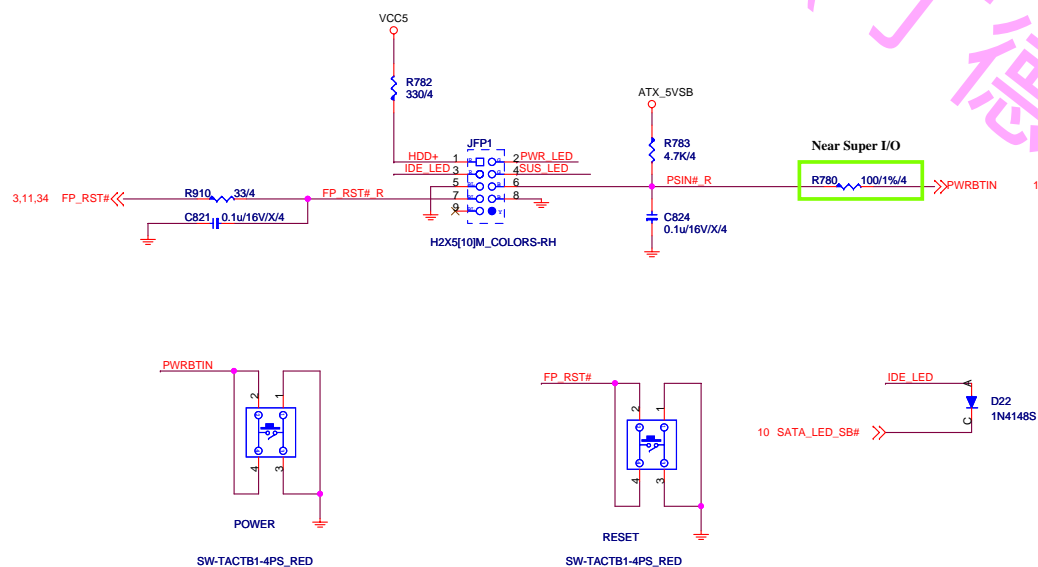 VCC5
R782
330/4
ATX_5VSB
R783
4.7K/4
Near Super I/O
JFP1
HDD+ 1 2 PWR_LED
IDE_LED 3 4 SUS_LED
5 6 PSIN#_R
R780 100/1%/4 PWRBTIN 1
3,11,34 FP_RST# R910 33/4 FP_RST#_R 7 8
9
C821 0.1u/16V/X/4
C824
0.1u/16V/X/4
H2X5[10]M_COLORS-RH
PWRBTIN
2 1
4 3
POWER
SW-TACTB1-4PS_RED
FP_RST#
2 1
4 3
RESET
SW-TACTB1-4PS_RED
IDE_LED
A
D22
1N4148S
C
10 SATA_LED_SB#
德